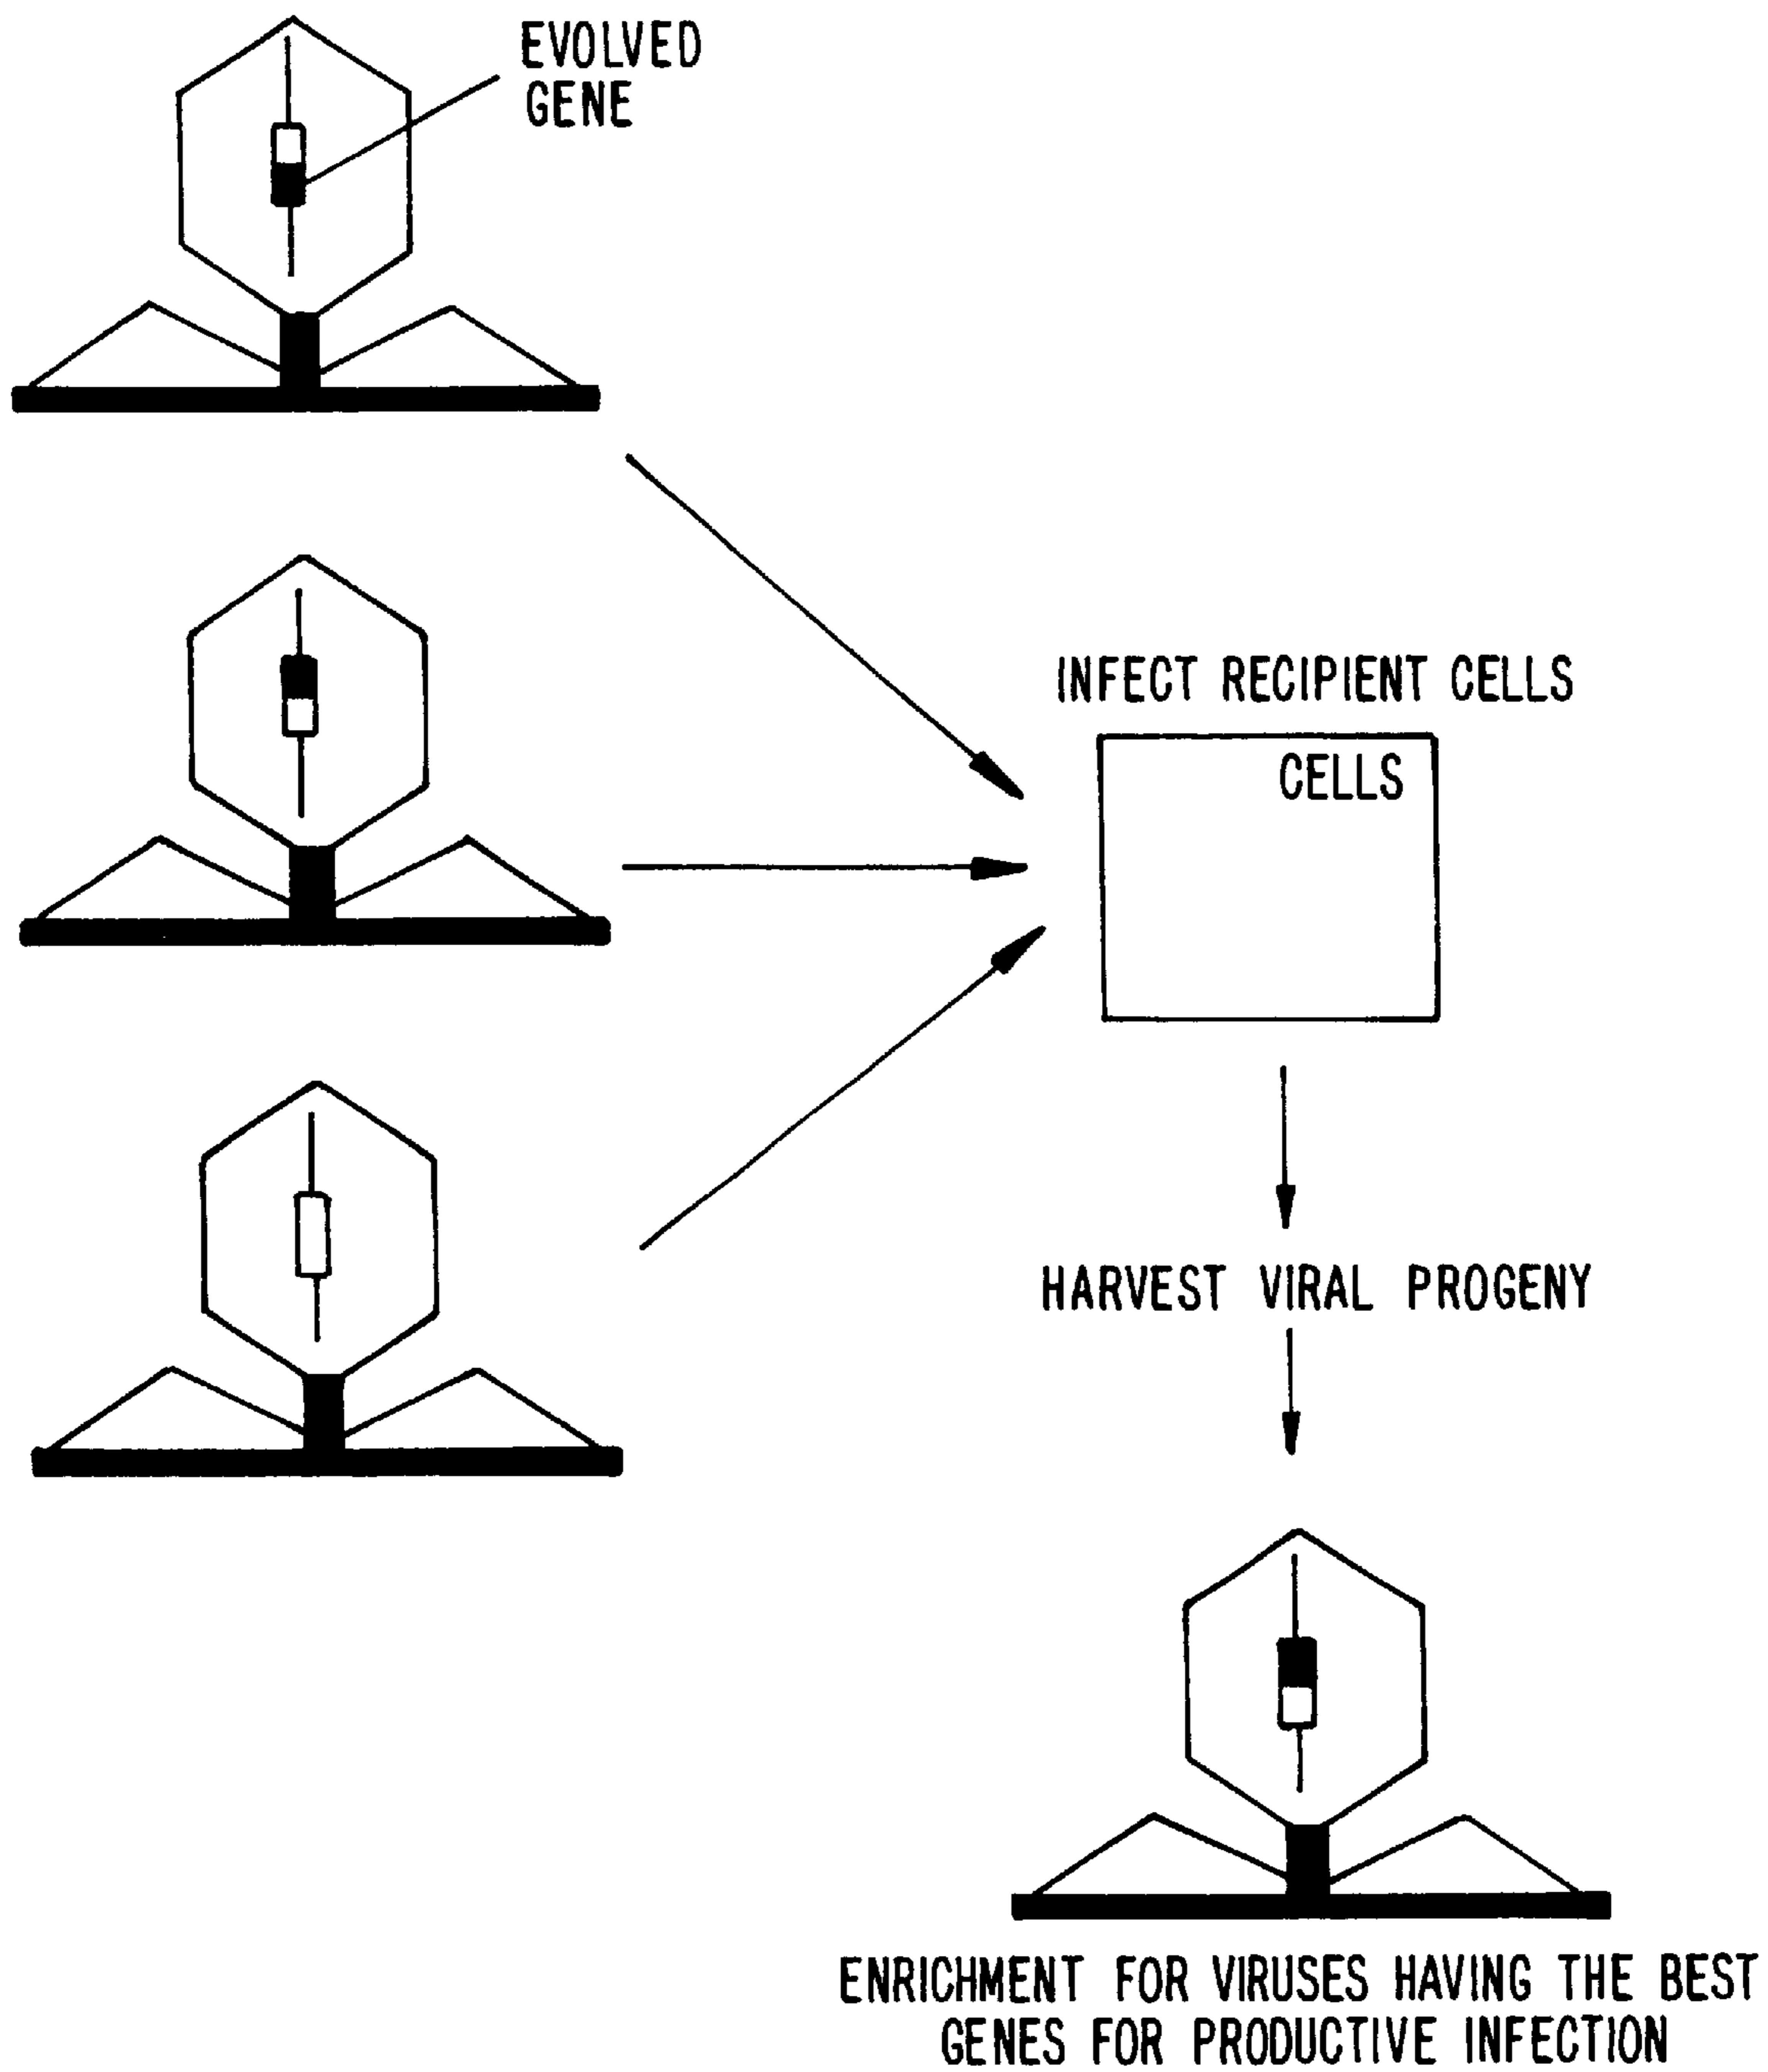 EVOLVED
GENE
INFECT RECIPIENT CELLS
CELLS
HARVEST VIRAL PROGENY
ENRICHMENT FOR VIRUSES HAVING THE BEST
GENES FOR PRODUCTIVE INFECTION